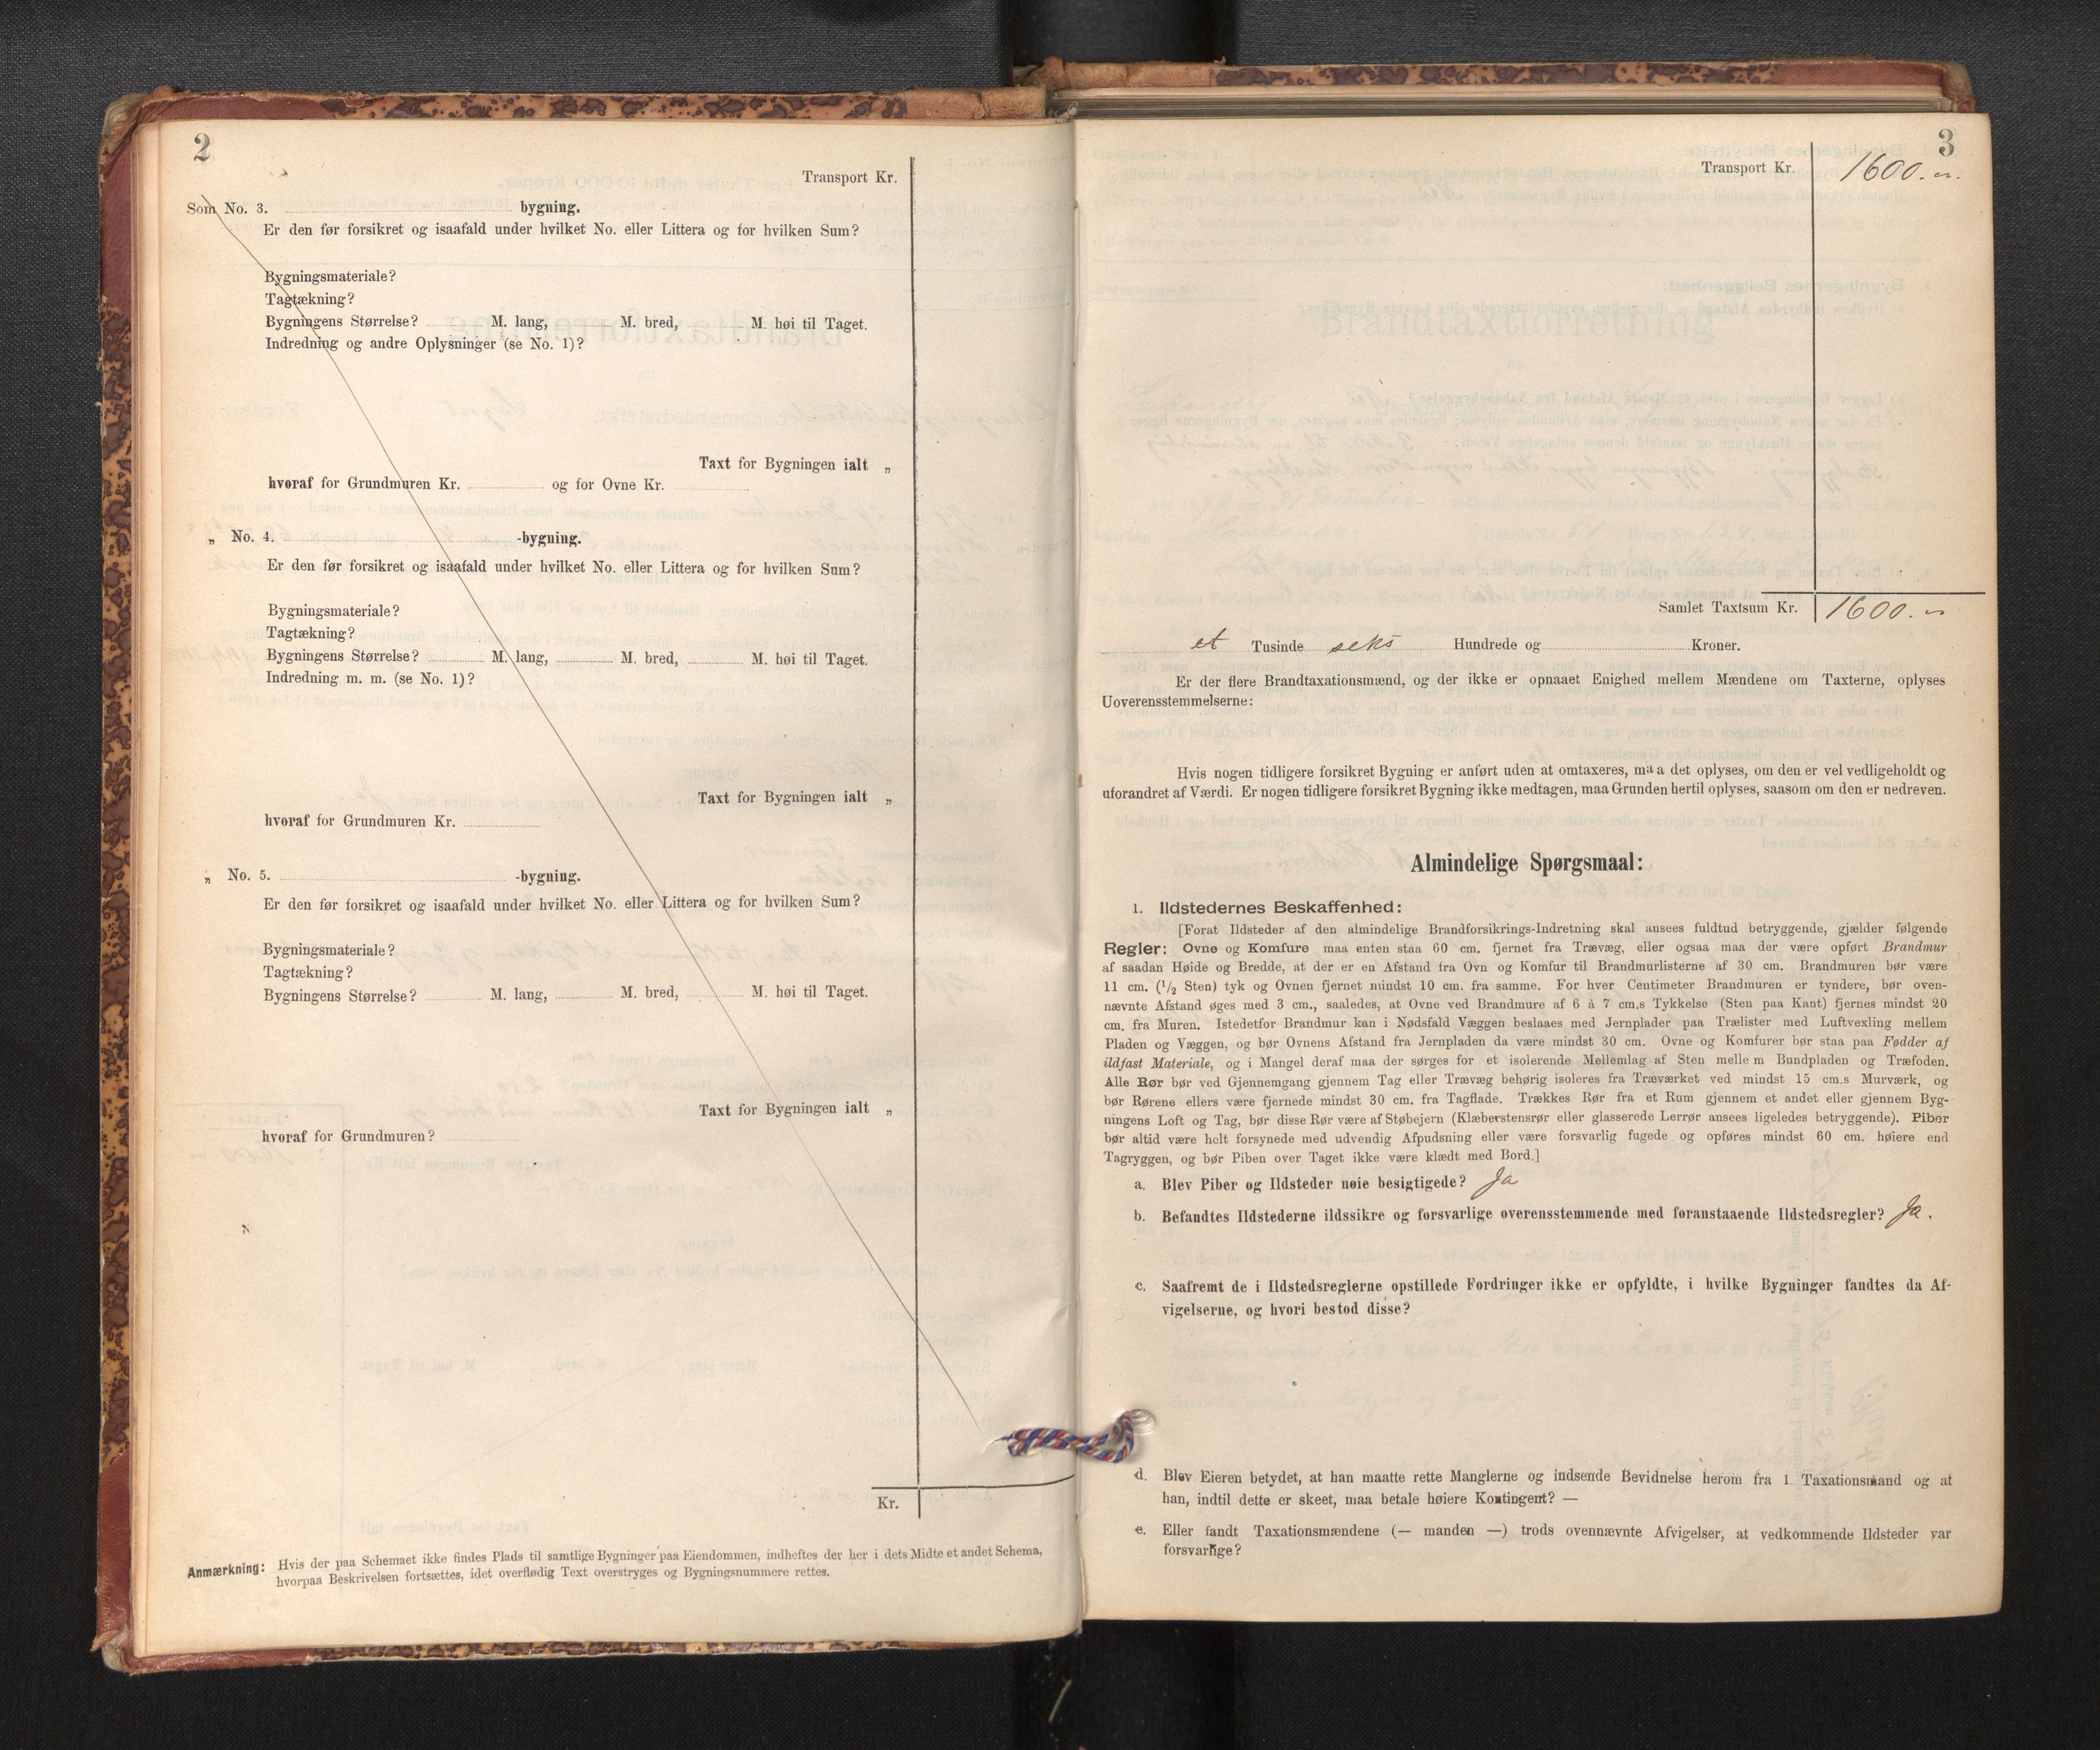 2
Transport Kr.
Som No. 3. bygning.
Er den før forsikret og isaafald under hvilket No. eller Littera og for hvilken Sum?
Bygningsmateriale?
Tagtækning?
Bygningens Størrelse? M. lang, M. bred, M. høi til Taget.
Indredning og andre Oplysninger (se No. 1)?
Taxt for Bygningen ialt „
hvoraf for Grundmuren Kr. og for Ovne Kr.
„ No. 4. -bygning.
Er den før forsikret og isaafald under hvilket No. eller Littera og for hvilken Sum?
Bygningsmateriale?
Tagtækning?
Bygningens Størrelse? M. lang, M. bred, M. høi til Taget.
Indredning m. m. (se No. 1)?
Taxt for Bygningen ialt „
hvoraf for Grundmuren Kr.
„ No. 5. -bygning.
Er den før forsikret og isaafald under hvilket No. eller Littera og for hvilken Sum?
Bygningsmateriale?
Tagtækning?
Bygningens Størrelse? M. lang, M. bred, M. høi til Taget.
Taxt for Bygningen ialt „
hvoraf for Grundmuren?
Kr.
Anmærkning: Hvis der paa Schemaet ikke findes Plads til samtlige Bygninger paa Eiendommen, indheftes der her i dets Midte et andet Schema,
hvorpaa Beskrivelsen fortsættes, idet overflødig Text overstryges og Bygningsnummere rettes.
3
Transport Kr. 1600.
Samlet Taxtsum Kr. 1600.
et Tusinde seks Hundrede og Kroner.
Er der flere Brandtaxationsmænd, og der ikke er opnaaet Enighed mellem Mændene om Taxterne, oplyses
Uoverensstemmelserne:
Hvis nogen tidligere forsikret Bygning er anført uden at omtaxeres, maa det oplyses, om den er vel vedligeholdt og
uforandret af Værdi. Er nogen tidligere forsikret Bygning ikke medtagen, maa Grunden hertil oplyses, saasom om den er nedreven.
Almindelige Spørgsmaal:
1. Ildstedernes Beskaffenhed:
[Forat Ildsteder af den almindelige Brandforsikrings-Indretning skal ansees fuldtud betryggende, gjælder følgende
Regler: Ovne og Komfure maa enten staa 60 cm. fjernet fra Trævæg, eller ogsaa maa der være opført Brandmur
af saadan Høide og Bredde, at der er en Afstand fra Ovn og Komfur til Brandmurlisterne af 30 cm. Brandmuren bør være
11 cm. (1/2 Sten) tyk og Ovnen fjernet mindst 10 cm. fra samme. For hver Centimeter Brandmuren er tyndere, bør oven-
nævnte Afstand øges med 3 cm., saaledes, at Ovne ved Brandmure af 6 à 7 cm.s Tykkelse (Sten paa Kant) fjernes mindst 20
cm. fra Muren. Istedetfor Brandmur kan i Nødsfald Væggen beslaaes med Jernplader paa Trælister med Luftvexling mellem
Pladen og Væggen, og bør Ovnens Afstand fra Jernpladen da være mindst 30 cm. Ovne og Komfurer bør staa paa Fødder af
ildfast Materiale, og i Mangel deraf maa der sørges for et isolerende Mellemlag af Sten mellem Bundpladen og Træfoden.
Alle Rør bør ved Gjennemgang gjennem Tag eller Trævæg behørig isoleres fra Træværket ved mindst 15 cm.s Murværk, og
bør Rørene ellers være fjernede mindst 30 cm. fra Tagflade. Trækkes Rør fra et Rum gjennem et andet eller gjennem Byg-
ningens Loft og Tag, bør disse Rør være af Støbejern (Klæberstensrør eller glasserede Lerrør ansees ligeledes betryggende). Piber
bør altid være helt forsynede med udvendig Afpudsning eller være forsvarlig fugede og opføres mindst 60 cm. høiere end
Tagryggen, og bør Piben over Taget ikke være klædt med Bord.]
a. Blev Piber og Ildsteder nøie besigtigede? Ja
b. Befandtes Ildstederne ildssikre og forsvarlige overensstemmende med foranstaaende Ildstedsregler? Ja.
c. Saafremt de i Ildstedsreglerne opstillede Fordringer ikke er opfyldte, i hvilke Bygninger fandtes da Af-
vigelserne, og hvori bestod disse?
d. Blev Eieren betydet, at han maatte rette Manglerne og indsende Bevidnelse herom fra 1 Taxationsmand og at
han, indtil dette er skeet, maa betale høiere Kontingent? —
e. Eller fandt Taxationsmændene (— manden —) trods ovennævnte Afvigelser, at vedkommende Ildsteder var
forsvarlige?